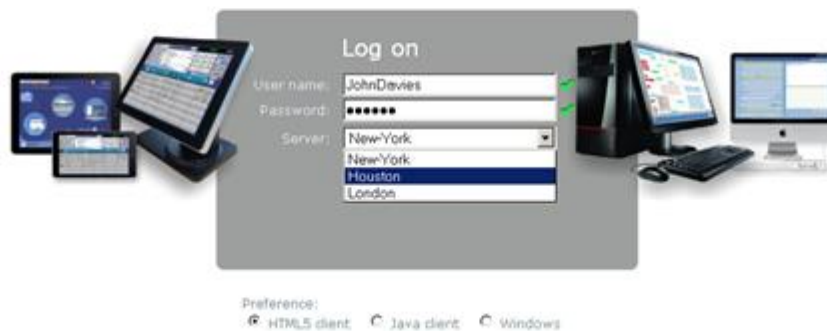 Log on
User name: JohnDavies
Password: ••••••
Server: New-York
New-York
Houston
London
Preference:
HTML5 client Java client Windows